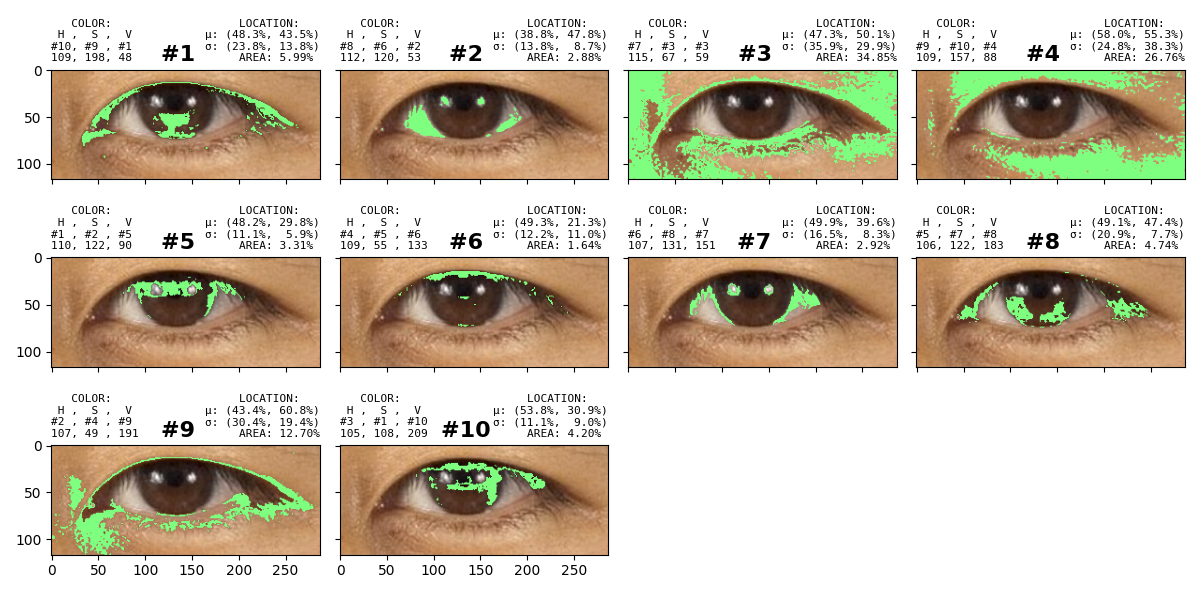 COLOR: LOCATION:
H , S , V μ: (48.3%, 43.5%)
#10, #9 , #1 σ: (23.8%, 13.8%)
109, 198, 48 #1 AREA: 5.99%
COLOR: LOCATION:
H , S , V μ: (38.8%, 47.8%)
#8 , #6 , #2 σ: (13.8%, 8.7%)
112, 120, 53 #2 AREA: 2.88%
COLOR: LOCATION:
H , S , V μ: (47.3%, 50.1%)
#7 , #3 , #3 σ: (35.9%, 29.9%)
115, 67 , 59 #3 AREA: 34.85%
COLOR: LOCATION:
H , S , V μ: (58.0%, 55.3%)
#9 , #10, #4 σ: (24.8%, 38.3%)
109, 157, 88 #4 AREA: 26.76%
0
50
100
COLOR: LOCATION:
H , S , V μ: (48.2%, 29.8%)
#1 , #2 , #5 σ: (11.1%, 5.9%)
110, 122, 90 #5 AREA: 3.31%
COLOR: LOCATION:
H , S , V μ: (49.3%, 21.3%)
#4 , #5 , #6 σ: (12.2%, 11.0%)
109, 55 , 133 #6 AREA: 1.64%
COLOR: LOCATION:
H , S , V μ: (49.9%, 39.6%)
#6 , #8 , #7 σ: (16.5%, 8.3%)
107, 131, 151 #7 AREA: 2.92%
COLOR: LOCATION:
H , S , V μ: (49.1%, 47.4%)
#5 , #7 , #8 σ: (20.9%, 7.7%)
106, 122, 183 #8 AREA: 4.74%
0
50
100
COLOR: LOCATION:
H , S , V μ: (43.4%, 60.8%)
#2 , #4 , #9 σ: (30.4%, 19.4%)
107, 49 , 191 #9 AREA: 12.70%
COLOR: LOCATION:
H , S , V μ: (53.8%, 30.9%)
#3 , #1 , #10 σ: (11.1%, 9.0%)
105, 108, 209 #10 AREA: 4.20%
0
50
100
0 50 100 150 200 250
0 50 100 150 200 250